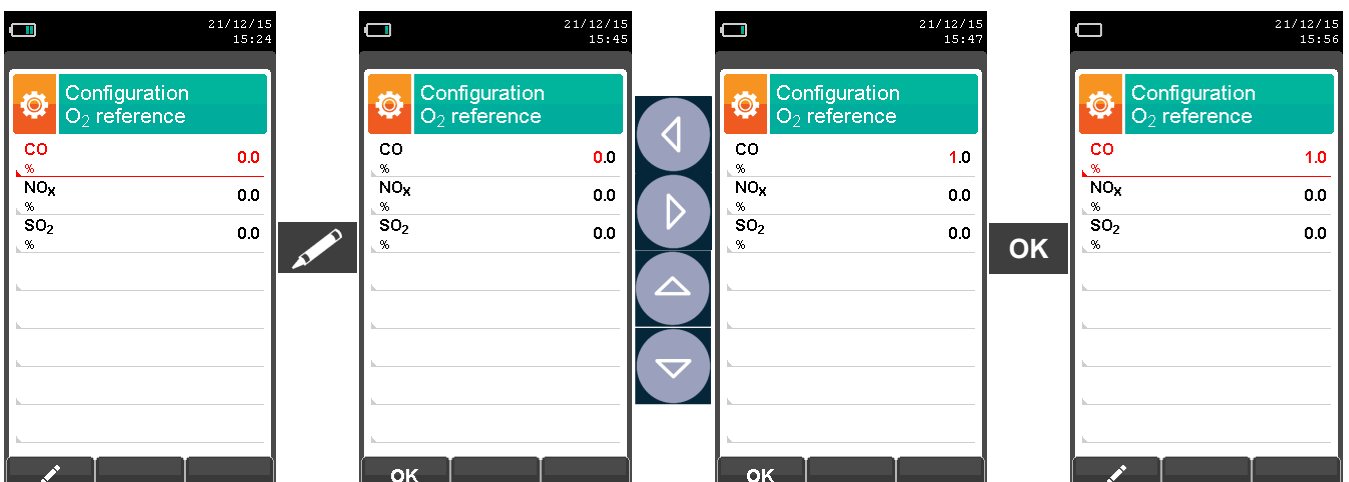 21/12/15
15:24
Configuration
O₂ reference
CO
% 0.0
NOX
% 0.0
SO₂
% 0.0
21/12/15
15:45
Configuration
O₂ reference
CO
% 0.0
NOX
% 0.0
SO₂
% 0.0
OK
21/12/15
15:47
Configuration
O₂ reference
CO
% 1.0
NOX
% 0.0
SO₂
% 0.0
OK
OK
21/12/15
15:56
Configuration
O₂ reference
CO
% 1.0
NOX
% 0.0
SO₂
% 0.0